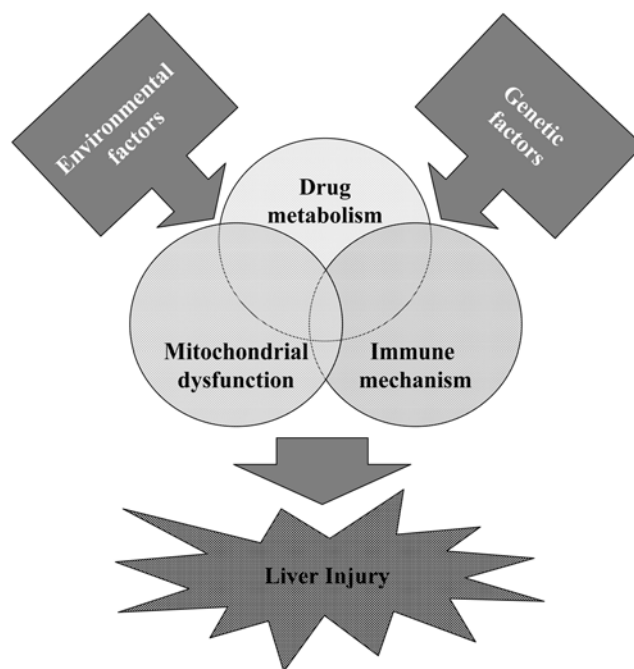 Environmental
factors
Genetic
factors
Drug
metabolism
Mitochondrial
dysfunction
Immune
mechanism
Liver Injury